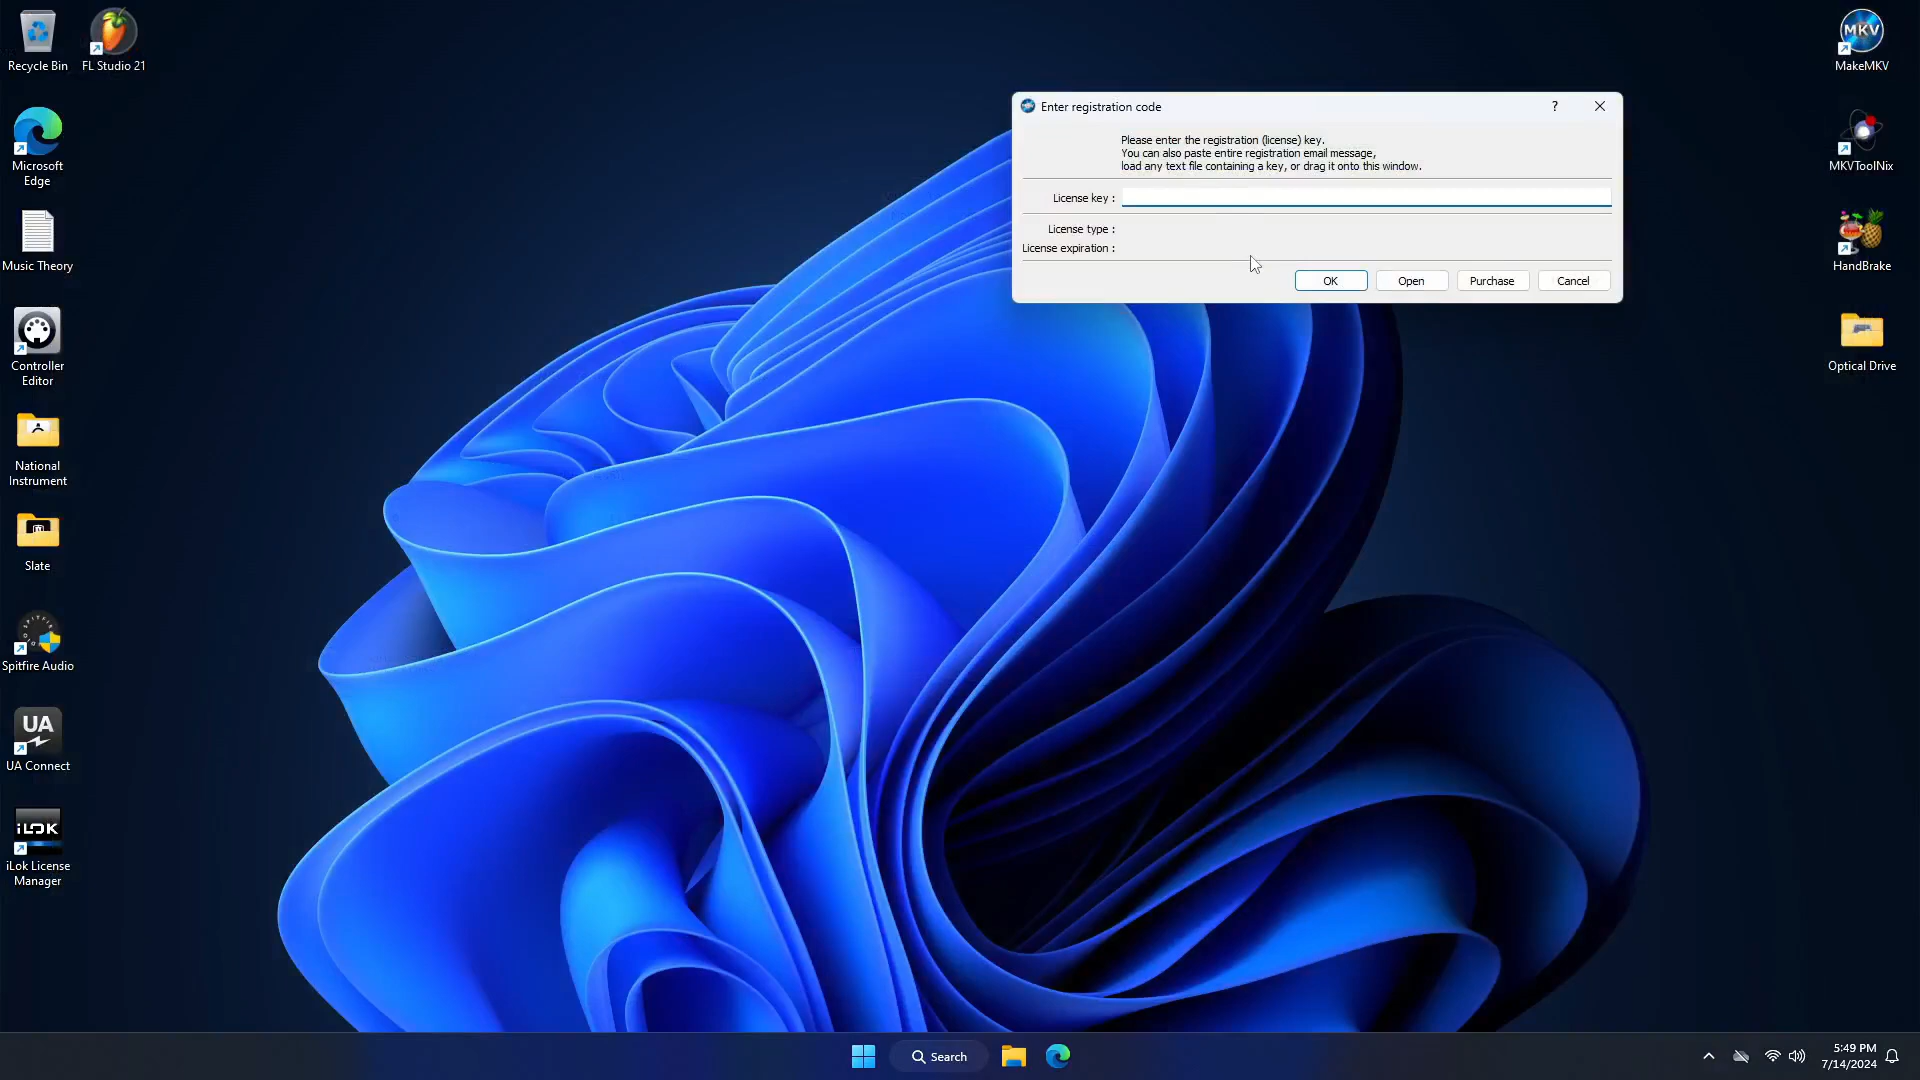 Recycle Bin
FL Studio 21
Microsoft
Edge
Music Theory
Controller
Editor
National
Instrument
Slate
SPITFIRE
Spitfire Audio
UA
UA Connect
iLOK
iLok License
Manager
Enter registration code
?
Please enter the registration (license) key.
You can also paste entire registration email message,
load any text file containing a key, or drag it onto this window.
License key :
License type :
License expiration :
OK
Open
Purchase
Cancel
MKV
MakeMKV
MKVToolNix
HandBrake
Optical Drive
Search
5:49 PM
7/14/2024